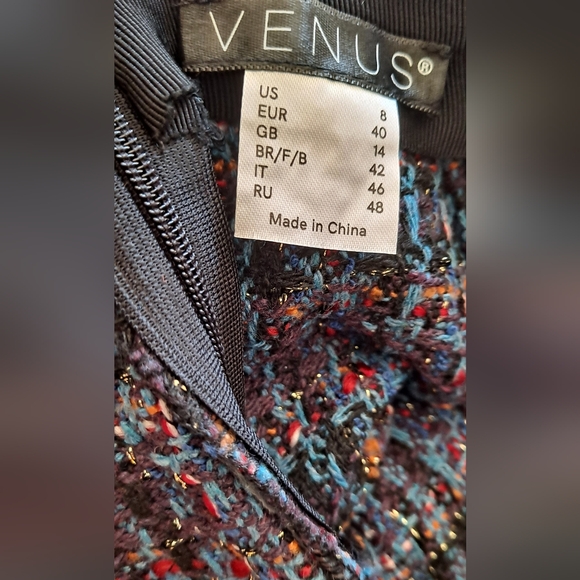 VENUS®
US 8
EUR 40
GB 14
BR/F/B 42
IT 46
RU 48
Made in China